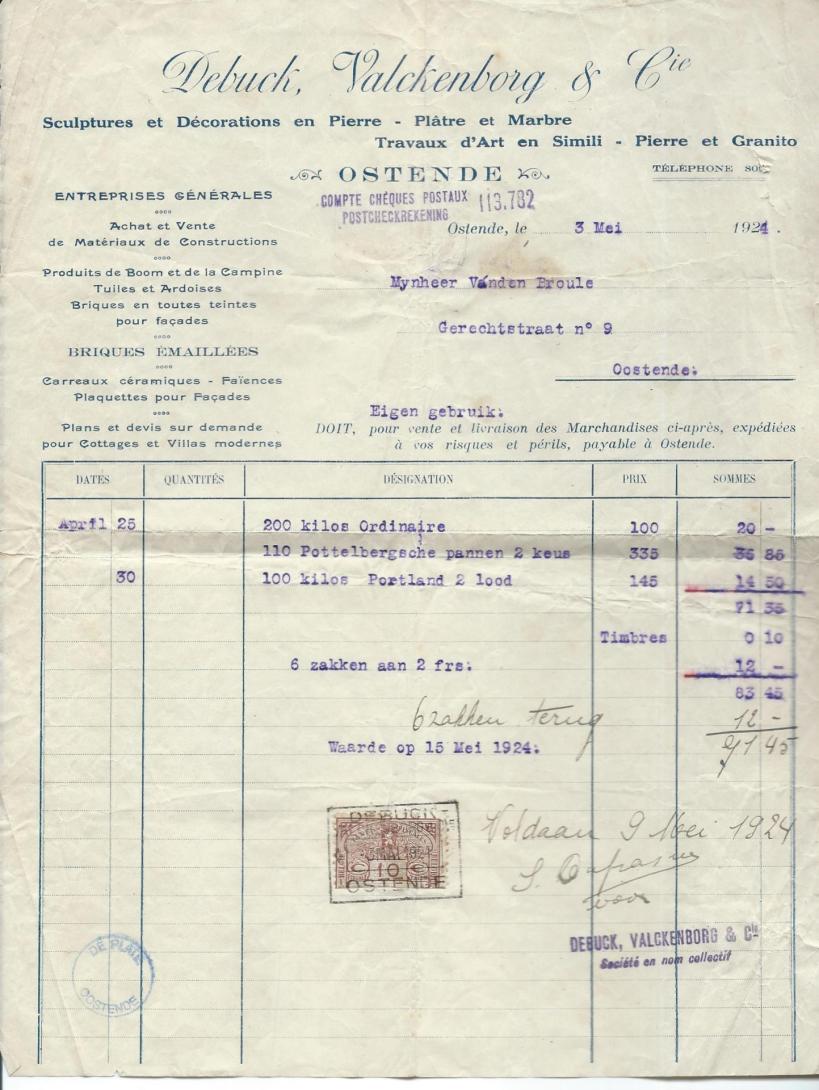 Debuck, Valckenborg & Cie
Sculptures et Décorations en Pierre - Plâtre et Marbre
Travaux d'Art en Simili - Pierre et Granito
OSTENDE
TÉLÉPHONE
COMPTE CHÈQUES POSTAUX 113.782
POSTCHECKREKENING
Ostende, le 3 Mei 1924.
ENTREPRISES GÉNÉRALES
Achat et Vente
de Matériaux de Constructions
Produits de Boom et de la Campine
Tuiles et Ardoises
Briques en toutes teintes
pour façades
BRIQUES ÉMAILLÉES
Carreaux céramiques - Faïences
Plaquettes pour Façades
Plans et devis sur demande
pour Cottages et Villas modernes
Mynheer Vanden Broule
Gerechtstraat n° 9
Oostende.
Eigen gebruik.
DOIT, pour vente et livraison des Marchandises ci-après, expédiées
à vos risques et périls, payable à Ostende.
DATES QUANTITÉS DÉSIGNATION PRIX SOMMES
April 25 200 kilos Ordinaire 100 20 -
110 Pottelbergsche pannen 2 keus 335 36 85
30 100 kilos Portland 2 lood 145 14 50
71 35
Timbres 0 10
6 zakken aan 2 frs. 12 -
83 45
6 zakken terug 12 -
71 45
Waarde op 15 Mei 1924.
DEBUCK
10
OSTENDE
Voldaan 9 Mei 1924
voor
DEBUCK, VALCKENBORG & Cie
Société en nom collectif
DE PLATE
OOSTENDE